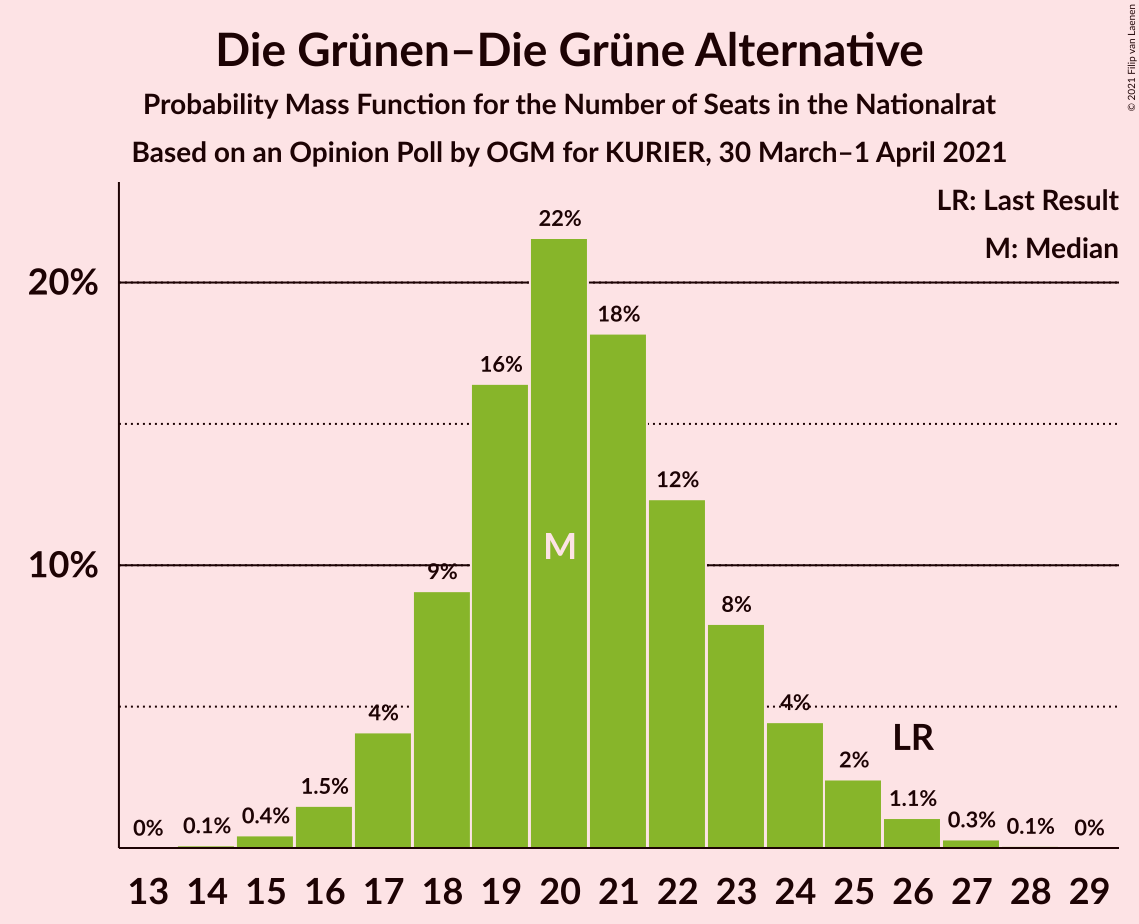 Die Grünen–Die Grüne Alternative
Probability Mass Function for the Number of Seats in the Nationalrat
Based on an Opinion Poll by OGM for KURIER, 30 March–1 April 2021
© 2021 Filip van Laenen
LR: Last Result
M: Median
20%
10%
0% 0.1% 0.4% 1.5% 4% 9% 16% 22% 18% 12% 8% 4% 2% 1.1% 0.3% 0.1% 0%
M
LR
13 14 15 16 17 18 19 20 21 22 23 24 25 26 27 28 29